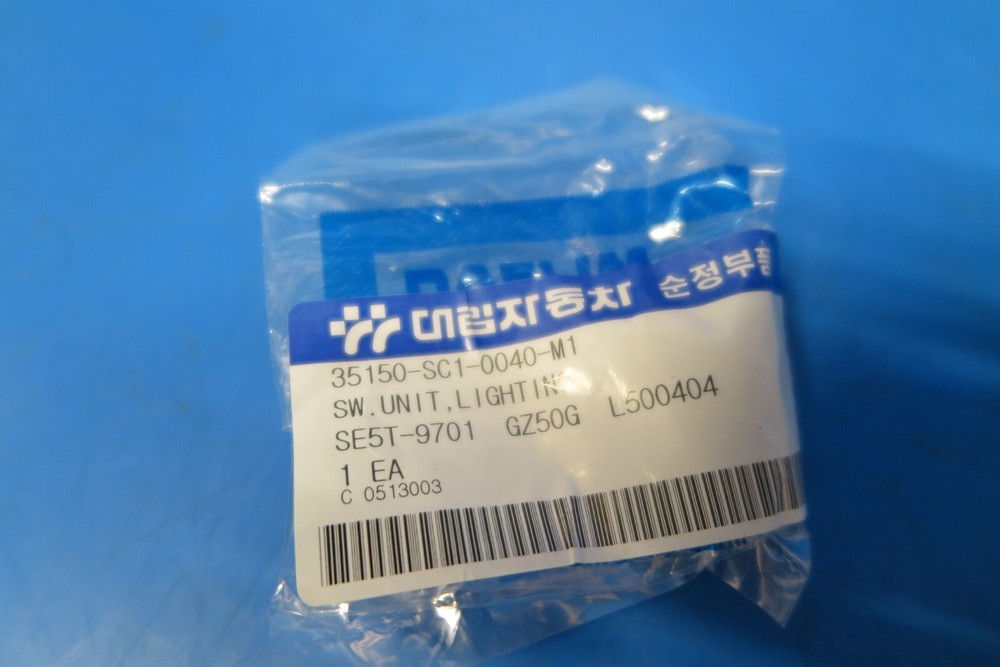 DAELIM
대림자동차 순정부품
35150-SC1-0040-M1
SW.UNIT,LIGHTING
SE5T-9701 GZ50G L500404
1 EA
C 0513003